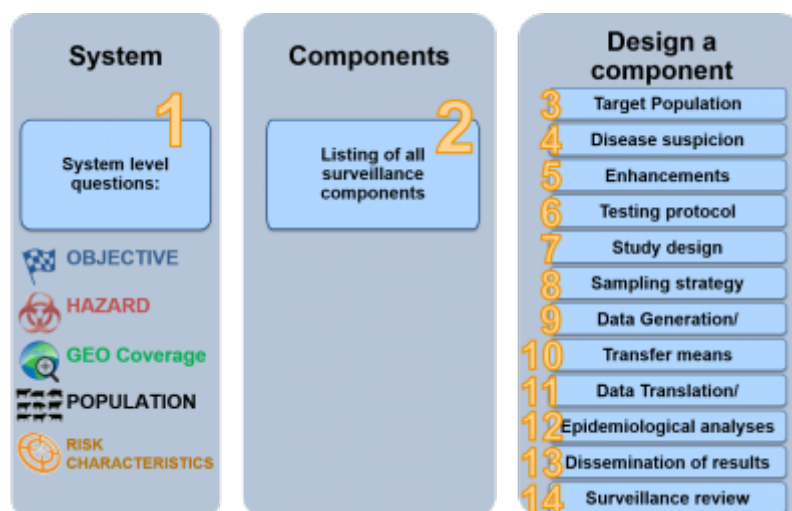 System
1
System level
questions:
OBJECTIVE
HAZARD
GEO Coverage
POPULATION
RISK
CHARACTERISTICS
Components
2
Listing of all
surveillance
components
Design a
component
3 Target Population
4 Disease suspicion
5 Enhancements
6 Testing protocol
7 Study design
8 Sampling strategy
9 Data Generation/
10 Transfer means
11 Data Translation/
12 Epidemiological analyses
13 Dissemination of results
14 Surveillance review